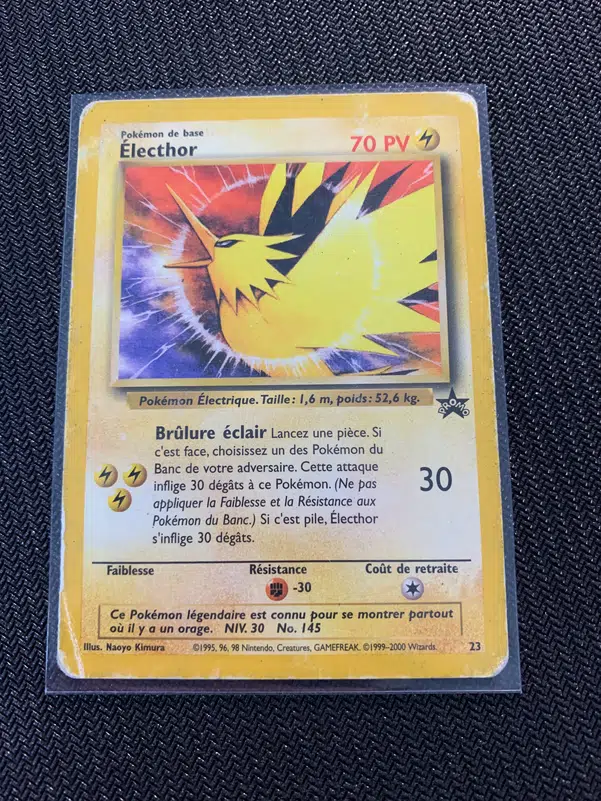 Pokémon de base
Électhor
70 PV
Pokémon Électrique. Taille: 1,6 m, poids: 52,6 kg.
PROMO
Brûlure éclair Lancez une pièce. Si
c'est face, choisissez un des Pokémon du
Banc de votre adversaire. Cette attaque
inflige 30 dégâts à ce Pokémon. (Ne pas
appliquer la Faiblesse et la Résistance aux
Pokémon du Banc.) Si c'est pile, Électhor
s'inflige 30 dégâts.
30
Faiblesse
Résistance
Coût de retraite
-30
Ce Pokémon légendaire est connu pour se montrer partout
où il y a un orage. NIV. 30 No. 145
Illus. Naoyo Kimura
©1995, 96, 98 Nintendo, Creatures, GAMEFREAK. ©1999-2000 Wizards.
23